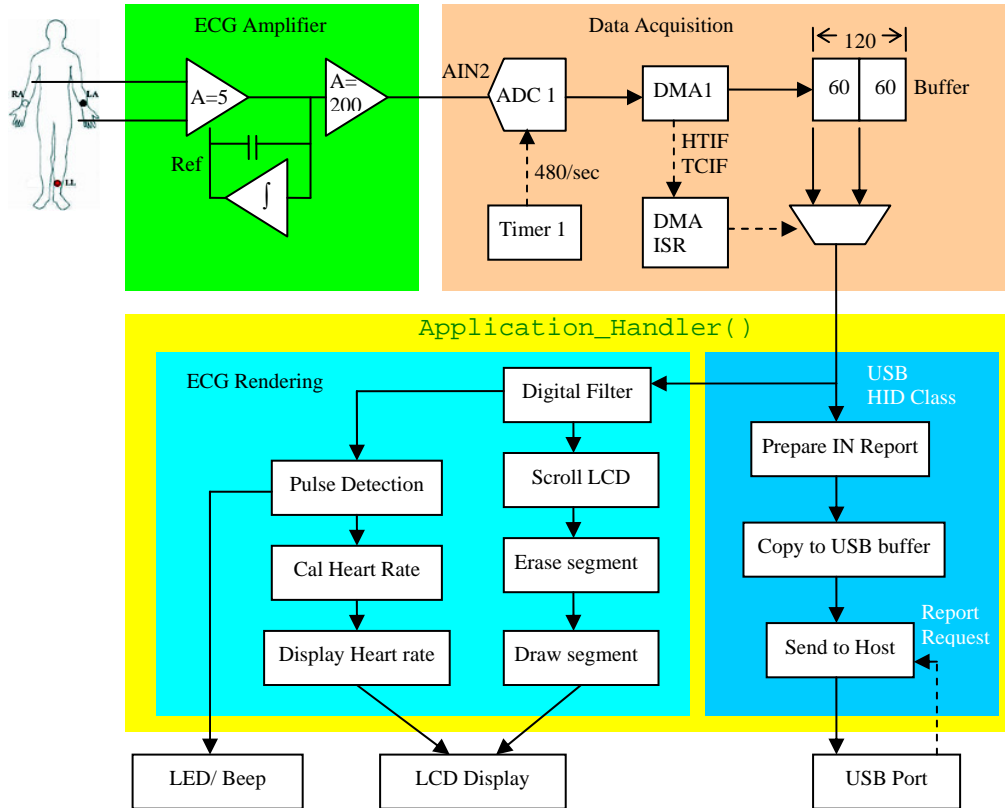 ECG Amplifier
Data Acquisition
120
AIN2
RA
LA
A=5
A=
200
ADC 1
DMA1
60
60
Buffer
HTIF
TCIF
Ref
480/sec
∫
LL
Timer 1
DMA
ISR
Application_Handler()
ECG Rendering
USB
HID Class
Digital Filter
Prepare IN Report
Pulse Detection
Scroll LCD
Copy to USB buffer
Cal Heart Rate
Erase segment
Report
Request
Display Heart rate
Draw segment
Send to Host
LED/ Beep
LCD Display
USB Port